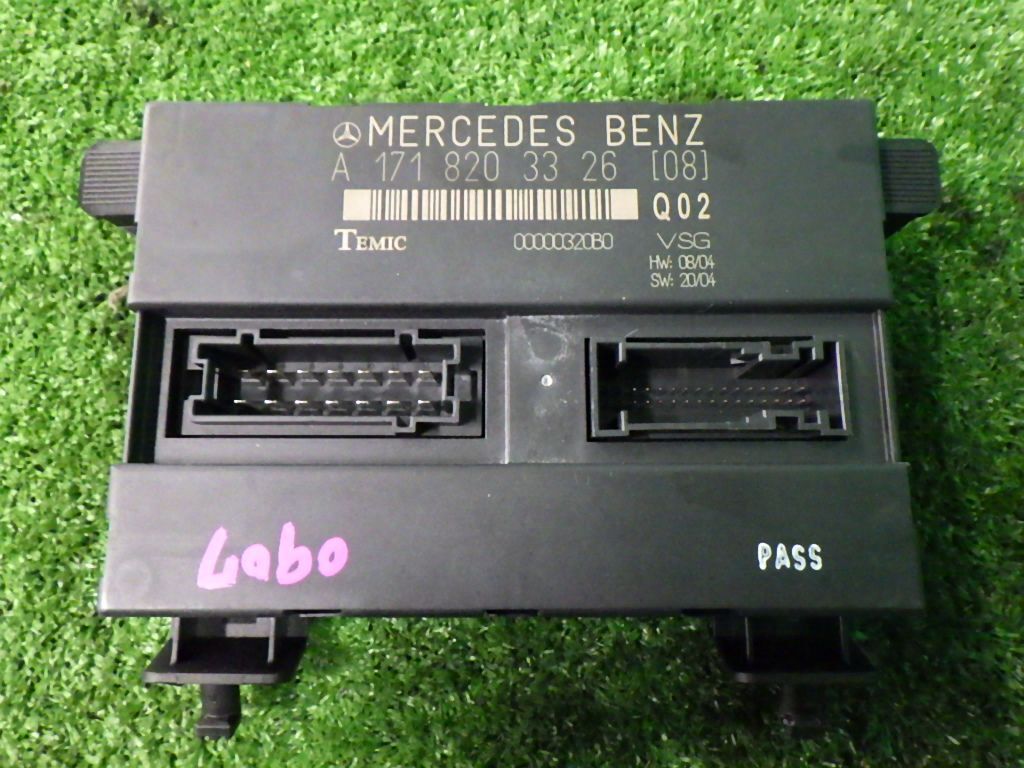 MERCEDES BENZ
A 171 820 33 26 [08]
Q02
TEMIC 00000320B0 VSG
HW: 08/04
SW: 20/04
Gabo
PASS